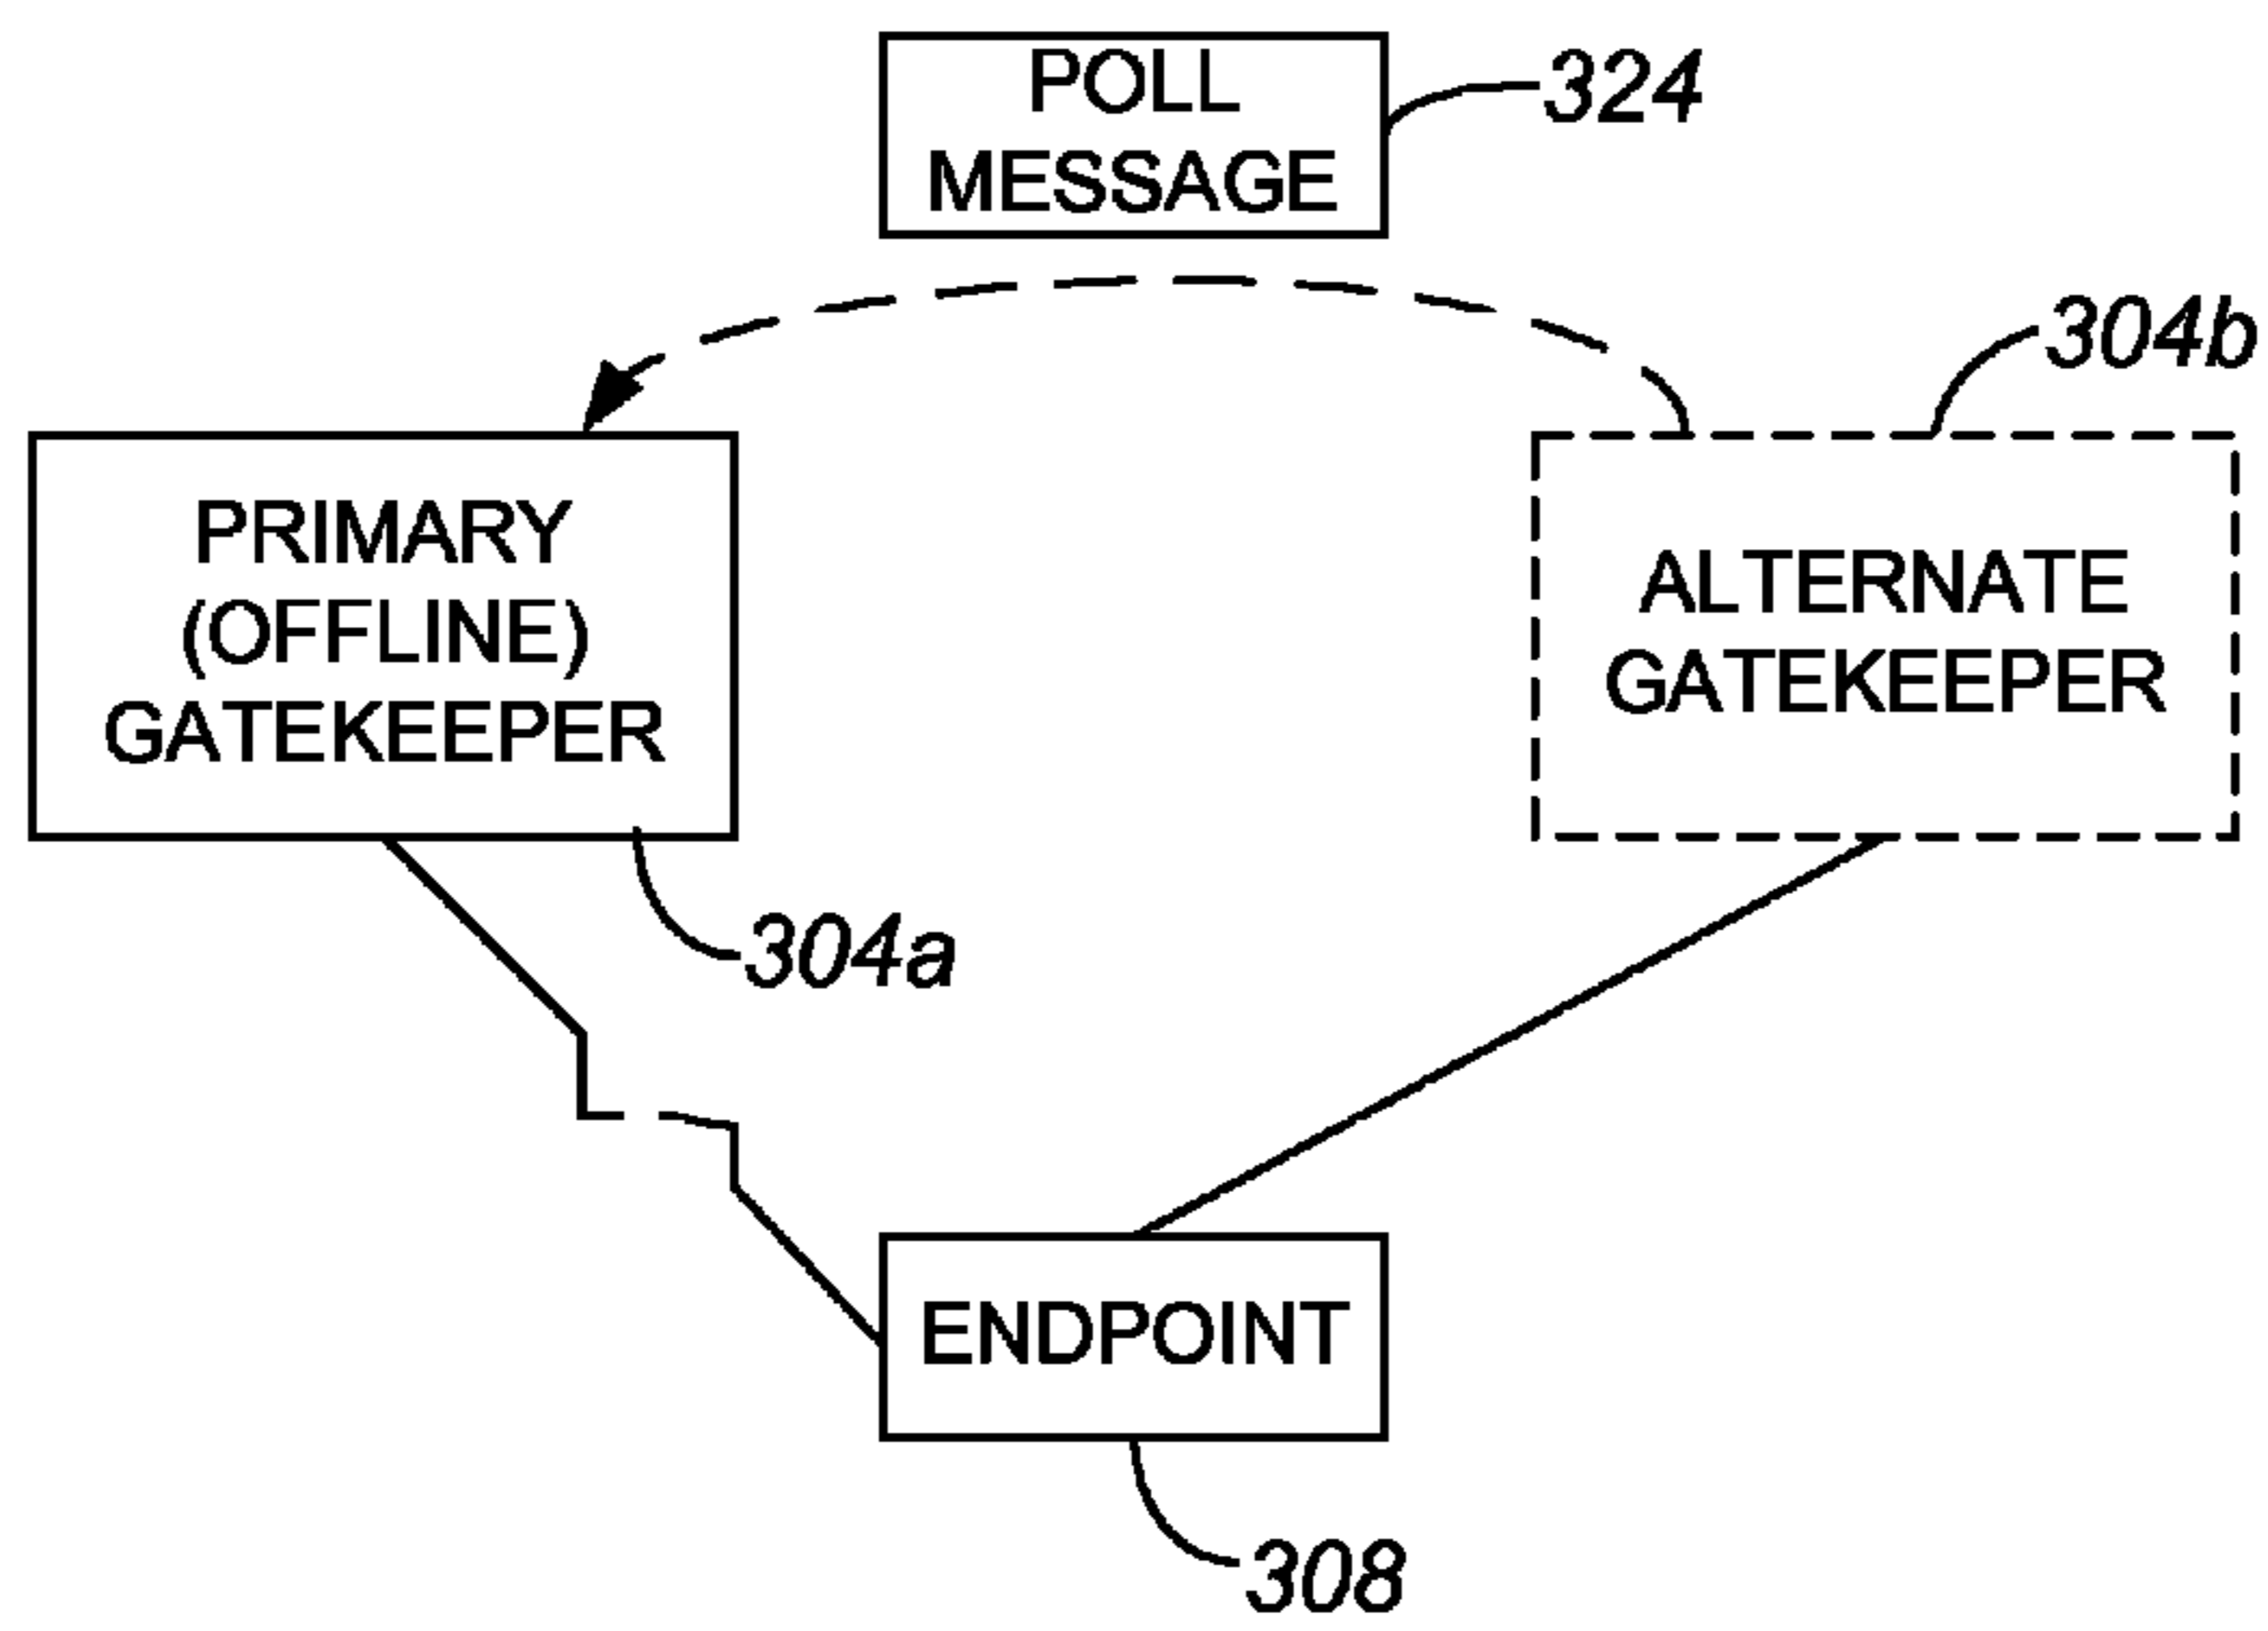 POLL
MESSAGE
324
304b
PRIMARY
(OFFLINE)
GATEKEEPER
ALTERNATE
GATEKEEPER
304a
ENDPOINT
308